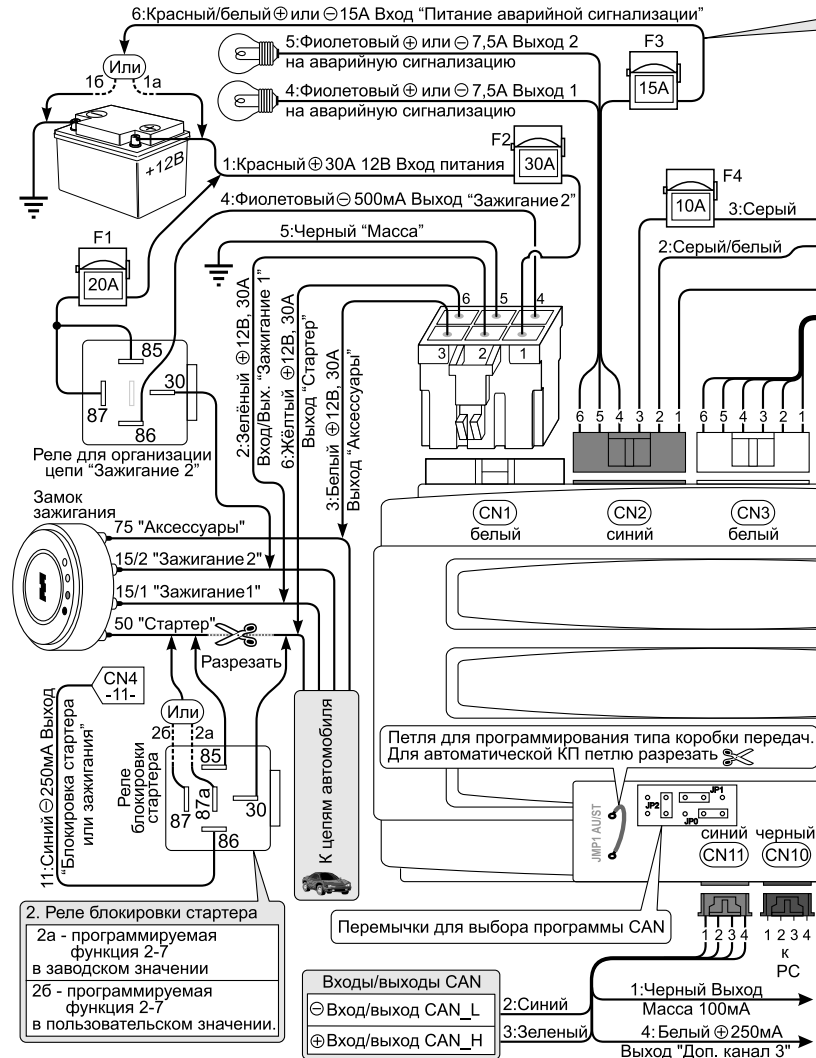 6:Красный/белый ⊕ или ⊖ 15А Вход “Питание аварийной сигнализации”
Или
1б 1а
5:Фиолетовый ⊕ или ⊖ 7,5А Выход 2
на аварийную сигнализацию
4:Фиолетовый ⊕ или ⊖ 7,5А Выход 1
на аварийную сигнализацию
F3
15А
⊖ ⊕
+12В
F2
30А
1:Красный ⊕ 30А 12В Вход питания
F4
10А
3:Серый
2:Серый/белый
4:Фиолетовый ⊖ 500мА Выход “Зажигание 2”
5:Черный “Масса”
F1
20А
2:Зелёный ⊕ 12В, 30А
Вход/Вых. “Зажигание 1”
6:Жёлтый ⊕ 12В, 30А
Выход “Стартер”
3:Белый ⊕ 12В, 30А
Выход “Аксессуары”
6 5 4
3 2 1
85
30
87
86
Реле для организации
цепи “Зажигание 2”
6 5 4 3 2 1
6 5 4 3 2 1
CN1
белый
CN2
синий
CN3
белый
Замок
зажигания
75 "Аксессуары"
15/2 "Зажигание 2"
15/1 "Зажигание1"
50 "Стартер"
Разрезать
CN4
-11-
11:Синий ⊖ 250мА Выход
“Блокировка стартера
или зажигания”
Или
2б 2а
Реле
блокировки
стартера
85
87
87а
30
86
К цепям автомобиля
Петля для программирования типа коробки передач.
Для автоматической КП петлю разрезать
JMP1 AU/ST
JP2
JP1
JP0
синий черный
CN11 CN10
Перемычки для выбора программы CAN
1 2 3 4 1 2 3 4
к
PC
2. Реле блокировки стартера
2а - программируемая
функция 2-7
в заводском значении
2б - программируемая
функция 2-7
в пользовательском значении.
Входы/выходы CAN
⊖ Вход/выход CAN_L
⊕ Вход/выход CAN_H
2:Синий
3:Зеленый
1:Черный Выход
Масса 100мА
4: Белый ⊕ 250мА
Выход "Доп. канал 3"